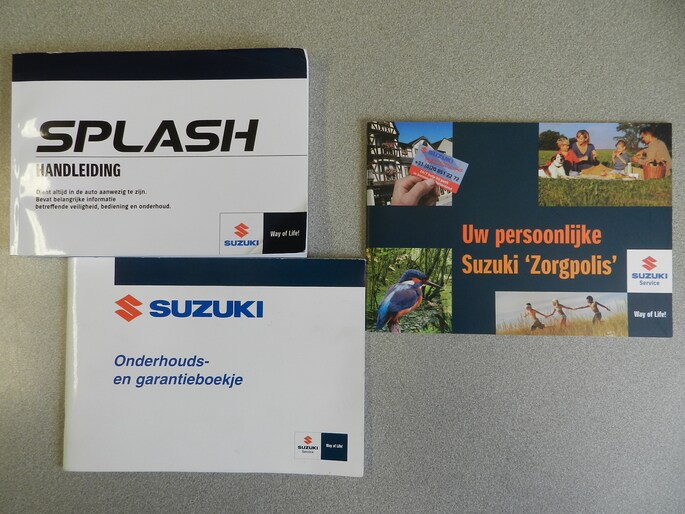 SPLASH
HANDLEIDING
Dient altijd in de auto aanwezig te zijn.
Bevat belangrijke informatie
betreffende veiligheid, bediening en onderhoud.
SUZUKI
Way of Life!
SUZUKI
Onderhouds-
en garantieboekje
SUZUKI
Service
Way of Life!
Uw persoonlijke
Suzuki ‘Zorgpolis’
SUZUKI
Service
Way of Life!